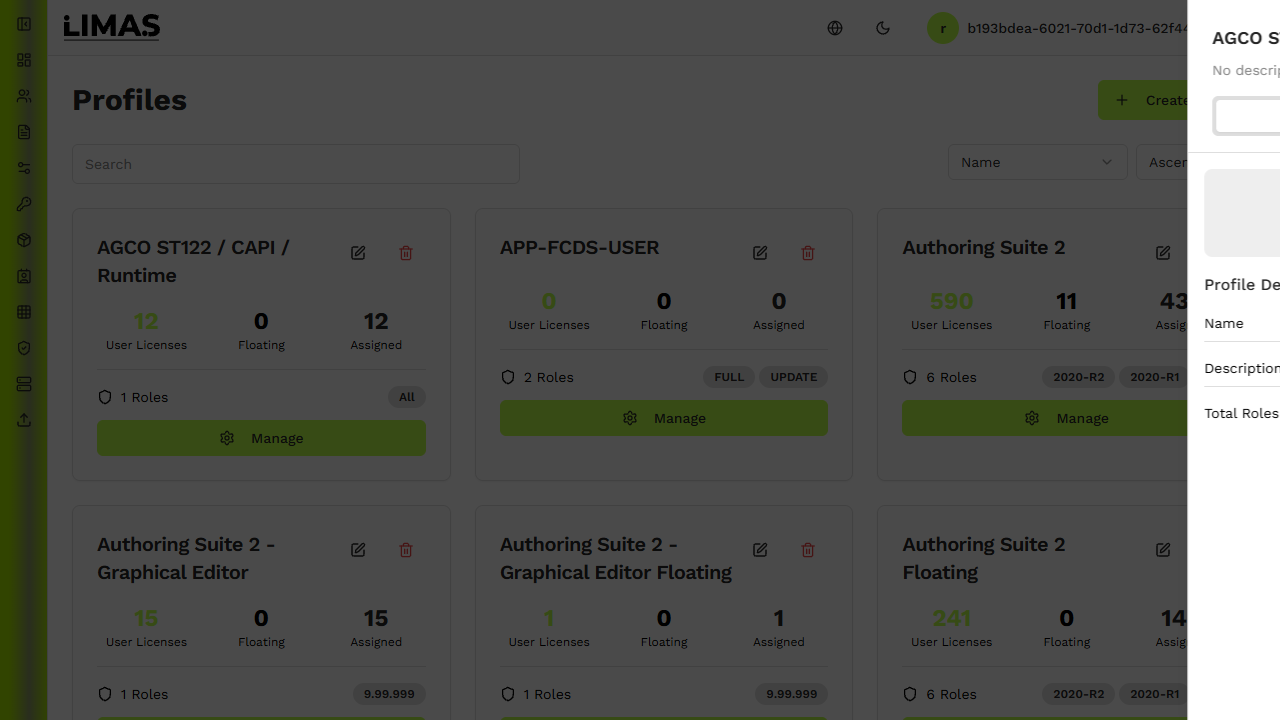 LIMAS
r
b193bdea-6021-70d1-1d73-62f44
Profiles
Create
Search
Name
AGCO ST122 / CAPI /
Runtime
12
User Licenses
0
Floating
12
Assigned
1 Roles
All
Manage
APP-FCDS-USER
0
User Licenses
0
Floating
0
Assigned
2 Roles
FULL
UPDATE
Manage
Authoring Suite 2
590
User Licenses
11
Floating
43
6 Roles
2020-R2
2020-R1
Manage
Authoring Suite 2 -
Graphical Editor
15
User Licenses
0
Floating
15
Assigned
1 Roles
9.99.999
Authoring Suite 2 -
Graphical Editor Floating
1
User Licenses
0
Floating
1
Assigned
1 Roles
9.99.999
Authoring Suite 2
Floating
241
User Licenses
0
Floating
14
6 Roles
2020-R2
2020-R1
AGCO
No
Profile
Name
Description
Total Roles